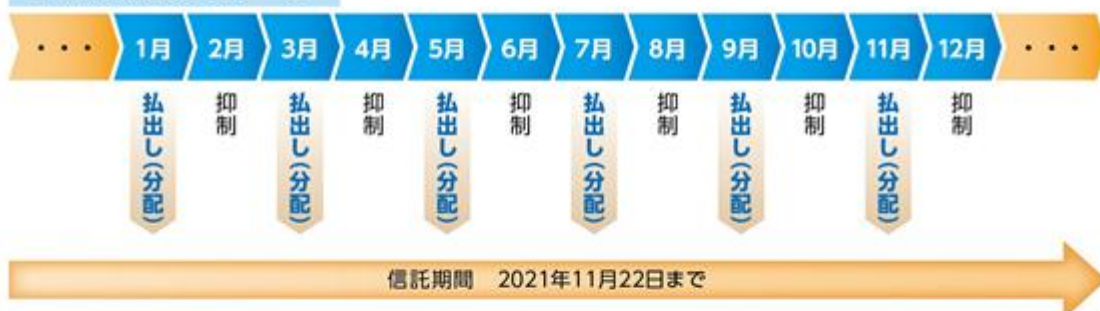 ・・・ 1月 2月 3月 4月 5月 6月 7月 8月 9月 10月 11月 12月 ・・・
払出し(分配)
抑制
払出し(分配)
抑制
払出し(分配)
抑制
払出し(分配)
抑制
払出し(分配)
抑制
払出し(分配)
抑制
信託期間 2021年11月22日まで